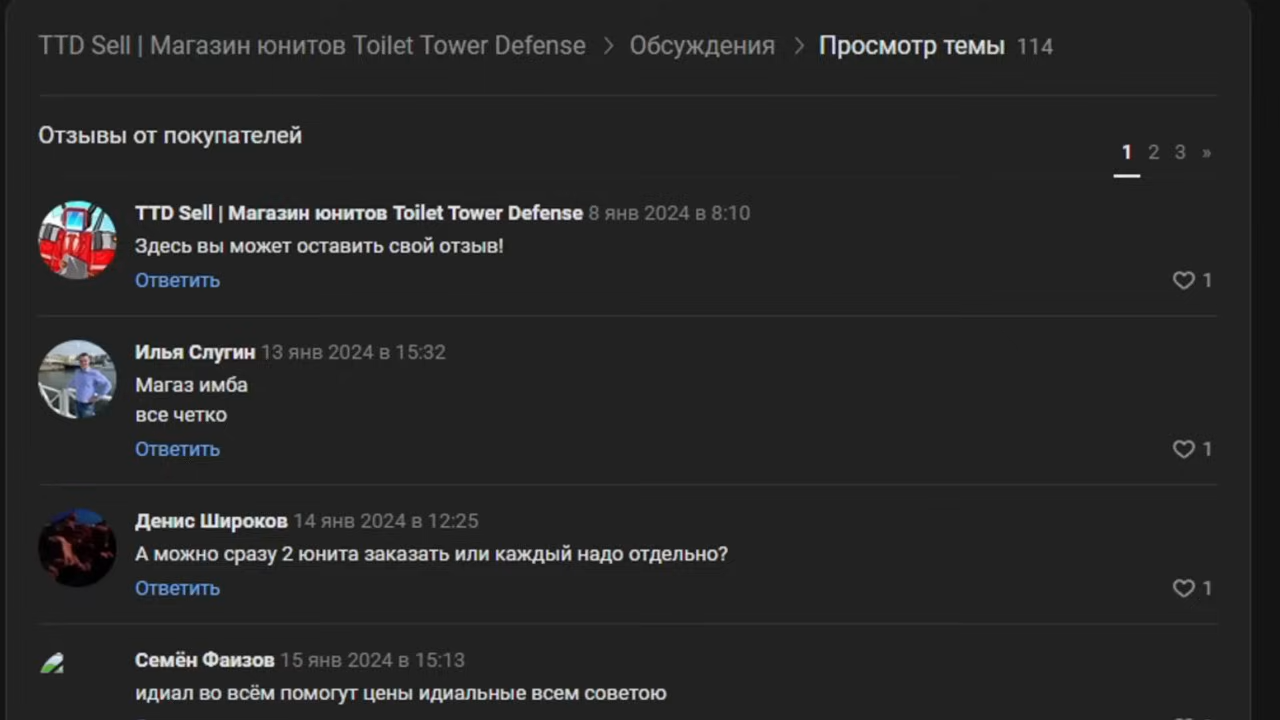 TTD Sell | Магазин юнитов Toilet Tower Defense > Обсуждения > Просмотр темы 114
Отзывы от покупателей
1 2 3 »
TTD Sell | Магазин юнитов Toilet Tower Defense 8 янв 2024 в 8:10
Здесь вы может оставить свой отзыв!
Ответить 1
Илья Слугин 13 янв 2024 в 15:32
Магаз имба
все четко
Ответить 1
Денис Широков 14 янв 2024 в 12:25
А можно сразу 2 юнита заказать или каждый надо отдельно?
Ответить 1
Семён Фаизов 15 янв 2024 в 15:13
идиал во всём помогут цены идиальные всем советою